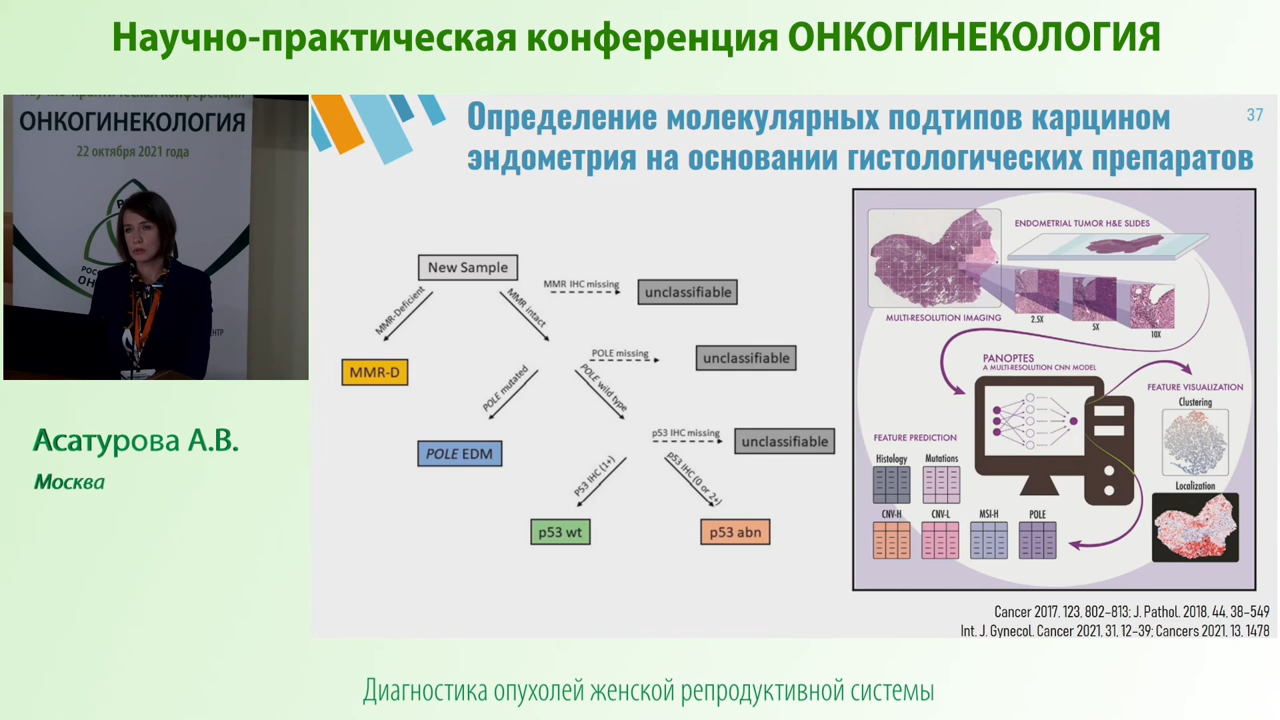 Научно-практическая конференция ОНКОГИНЕКОЛОГИЯ
ОНКОГИНЕКОЛОГИЯ
22 октября 2021 года
Асатурова А.В.
Москва
Определение молекулярных подтипов карцином
эндометрия на основании гистологических препаратов
37
New Sample
MMR-Deficient
MMR intact
MMR IHC missing
unclassifiable
MMR-D
POLE mutated
POLE wild type
POLE missing
unclassifiable
POLE EDM
P53 IHC (1+)
p53 IHC (0 or 2+)
p53 IHC missing
unclassifiable
p53 wt
p53 abn
ENDOMETRIAL TUMOR H&E SLIDES
MULTI-RESOLUTION IMAGING
2.5X
5X
10X
PANOPTES
A MULTI-RESOLUTION CNN MODEL
FEATURE VISUALIZATION
Clustering
Localization
FEATURE PREDICTION
Histology
Mutations
CNV-H
CNV-L
MSI-H
POLE
Cancer 2017, 123, 802–813; J. Pathol. 2018, 44, 38–549
Int. J. Gynecol. Cancer 2021, 31, 12–39; Cancers 2021, 13, 1478
Диагностика опухолей женской репродуктивной системы